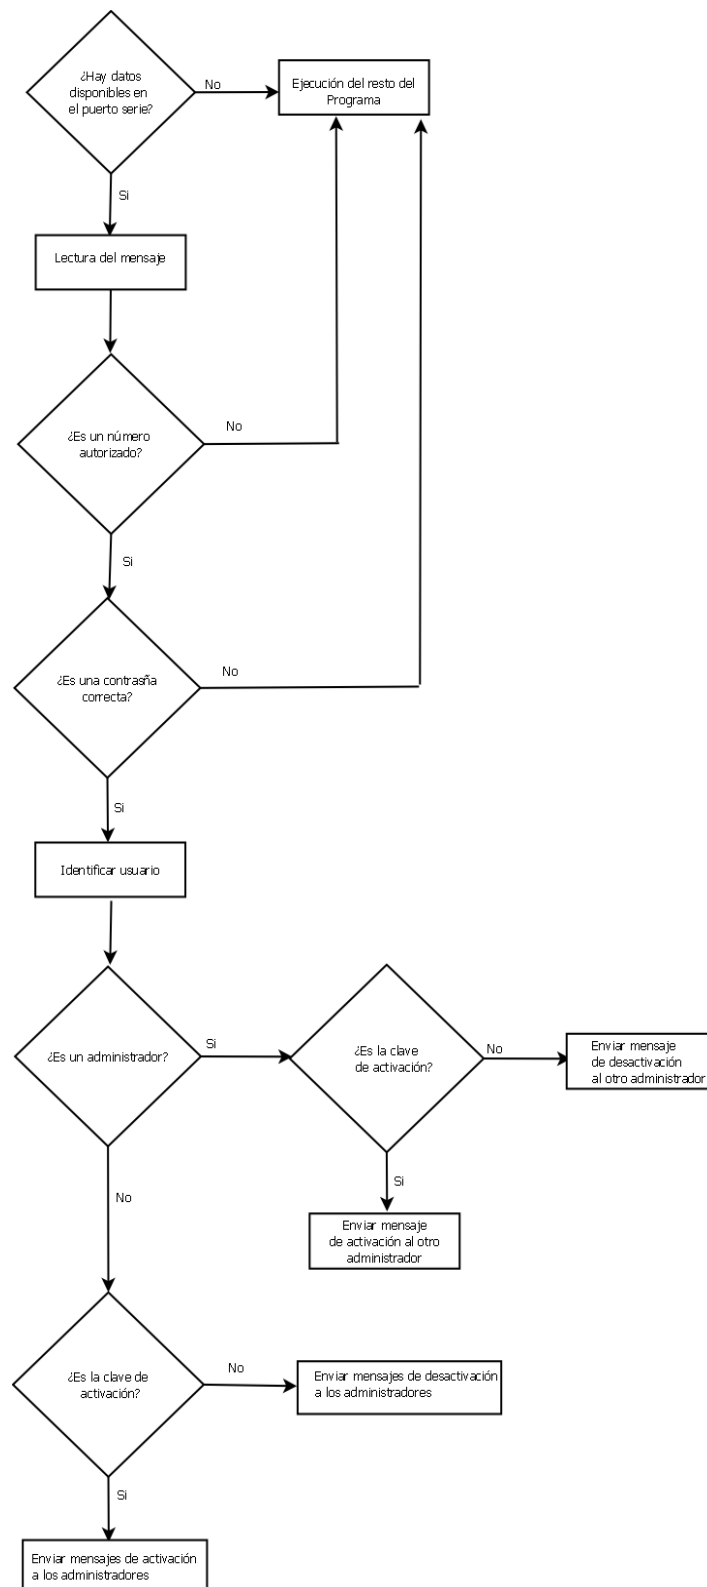 ¿Hay datos
disponibles en
el puerto serie?
No
Ejecución del resto del
Programa
Si
Lectura del mensaje
¿Es un número
autorizado?
No
Si
¿Es una contrasña
correcta?
No
Si
Identificar usuario
¿Es un administrador?
Si
¿Es la clave
de activación?
No
Enviar mensaje
de desactivación
al otro administrador
Si
Enviar mensaje
de activación al otro
administrador
No
¿Es la clave de
activación?
No
Enviar mensajes de desactivación
a los administradores
Si
Enviar mensajes de activación
a los administradores